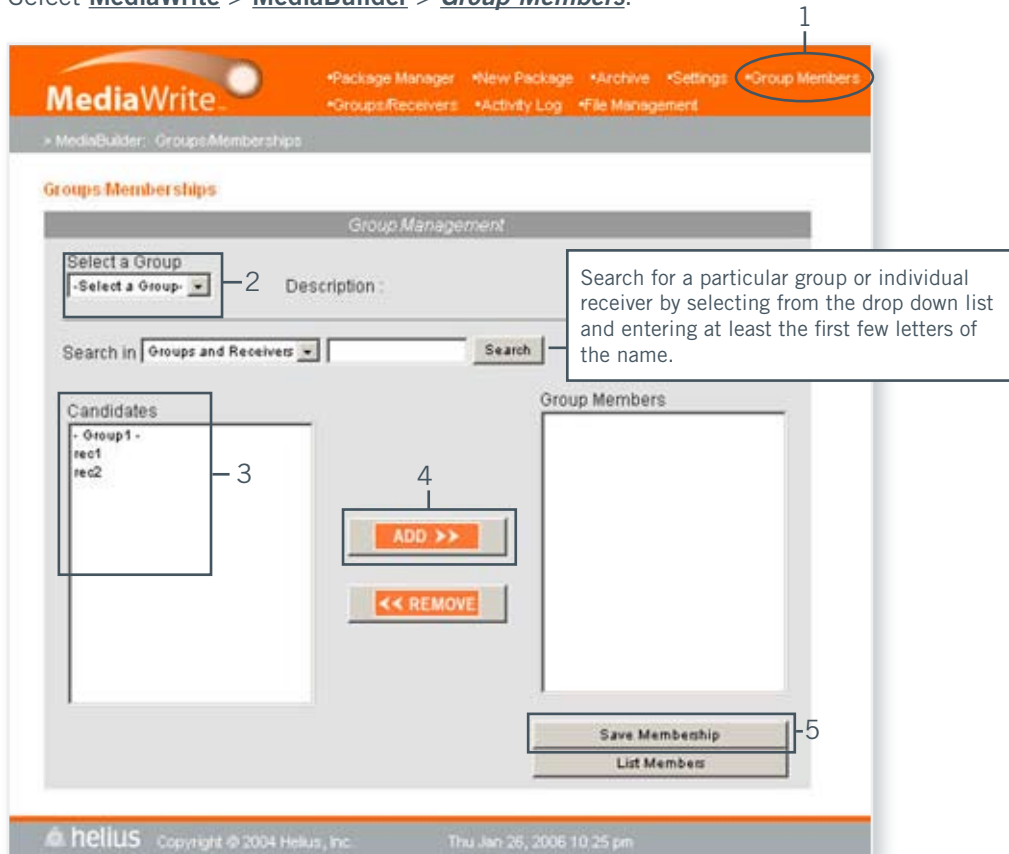 Select MediaWrite > MediaBuilder > Group Members.
1
MediaWrite
•Package Manager •New Package •Archive •Settings •Group Members
•Groups/Receivers •Activity Log •File Management
> MediaBuilder: Groups/Memberships
Groups/Memberships
Group Management
Select a Group
-Select a Group-
2
Description :
Search for a particular group or individual
receiver by selecting from the drop down list
and entering at least the first few letters of
the name.
Search in Groups and Receivers Search
Candidates
- Group1 -
rec1
rec2
3
4
ADD >>
<< REMOVE
Group Members
Save Membership
5
List Members
helius Copyright © 2004 Helius, Inc. Thu Jan 26, 2006 10:25 pm